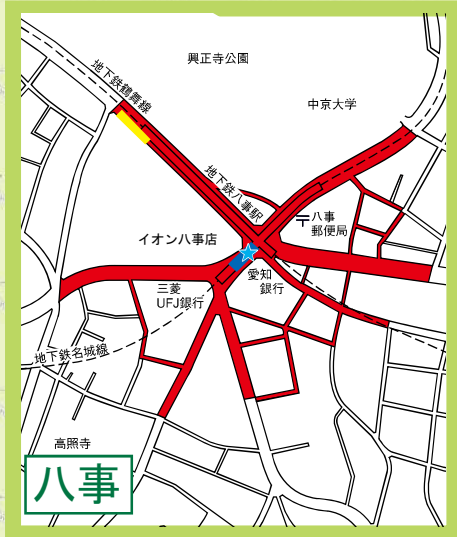 興正寺公園
地下鉄鶴舞線
中京大学
地下鉄八事駅
八事
郵便局
イオン八事店
愛知
銀行
三菱
UFJ銀行
地下鉄名城線
高照寺
八事